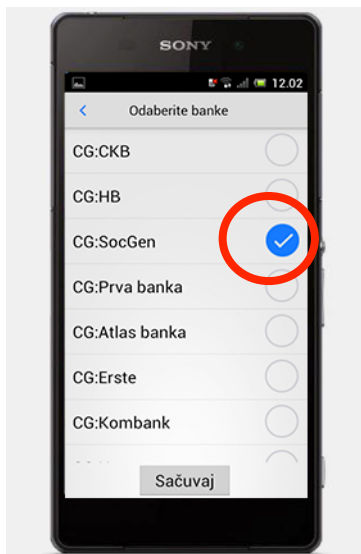 SONY
12.02
Odaberite banke
CG:CKB
CG:HB
CG:SocGen
CG:Prva banka
CG:Atlas banka
CG:Erste
CG:Kombank
Sačuvaj